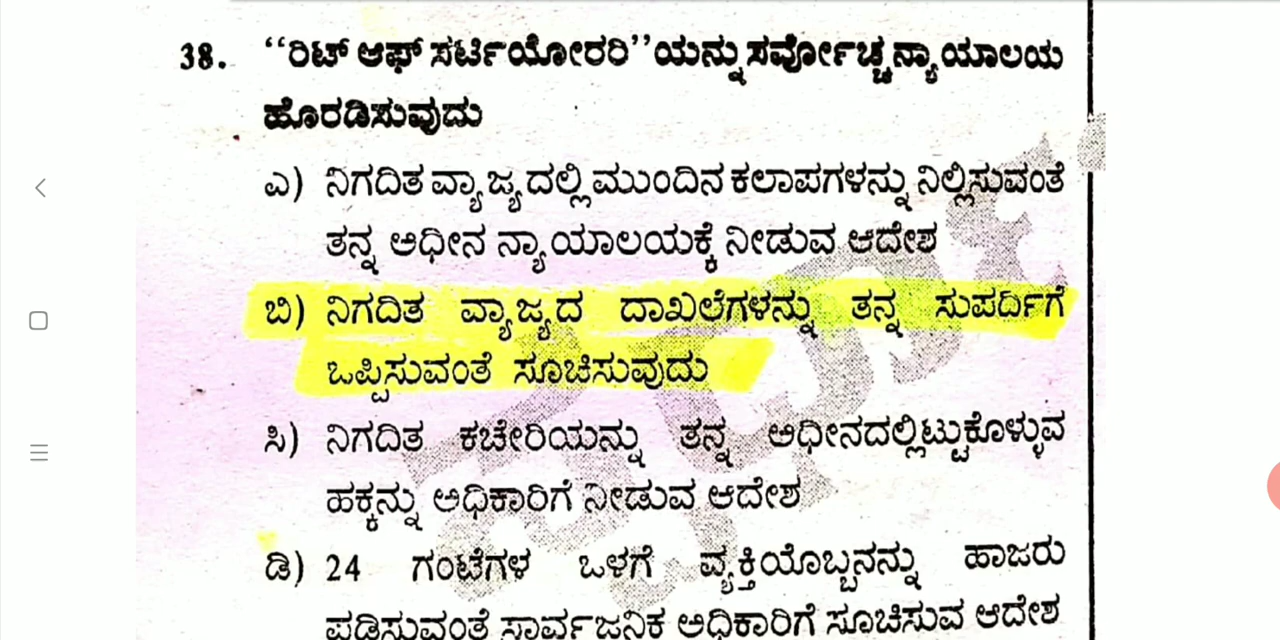 38. “ರಿಟ್ ಆಫ್ ಸರ್ಟಿಯೋರರಿ”ಯನ್ನು ಸರ್ವೋಚ್ಚ ನ್ಯಾಯಾಲಯ
ಹೊರಡಿಸುವುದು
ಎ) ನಿಗದಿತ ವ್ಯಾಜ್ಯದಲ್ಲಿ ಮುಂದಿನ ಕಲಾಪಗಳನ್ನು ನಿಲ್ಲಿಸುವಂತೆ
ತನ್ನ ಅಧೀನ ನ್ಯಾಯಾಲಯಕ್ಕೆ ನೀಡುವ ಆದೇಶ
ಬಿ) ನಿಗದಿತ ವ್ಯಾಜ್ಯದ ದಾಖಲೆಗಳನ್ನು ತನ್ನ ಸುಪರ್ದಿಗೆ
ಒಪ್ಪಿಸುವಂತೆ ಸೂಚಿಸುವುದು
ಸಿ) ನಿಗದಿತ ಕಚೇರಿಯನ್ನು ತನ್ನ ಅಧೀನದಲ್ಲಿಟ್ಟುಕೊಳ್ಳುವ
ಹಕ್ಕನ್ನು ಅಧಿಕಾರಿಗೆ ನೀಡುವ ಆದೇಶ
ಡಿ) 24 ಗಂಟೆಗಳ ಒಳಗೆ ವ್ಯಕ್ತಿಯೊಬ್ಬನನ್ನು ಹಾಜರು
ಪಡಿಸುವಂತೆ ಸಾರ್ವಜನಿಕ ಅಧಿಕಾರಿಗೆ ಸೂಚಿಸುವ ಆದೇಶ